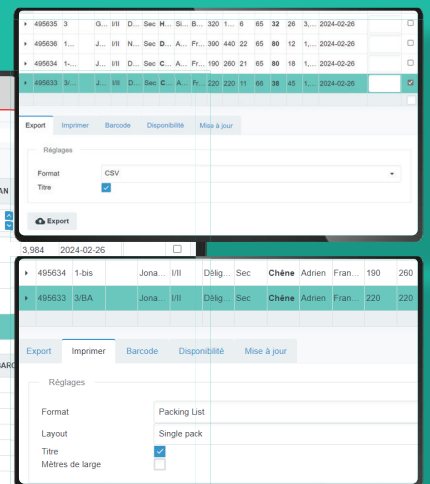 495635 3 G... I/II D... Sec H... Si... B... 320 1... 6 65 32 26 3,... 2024-02-26
495636 1... J... I/II N... Sec D... A... Fr... 390 440 22 65 80 12 1,... 2024-02-26
495634 1-... J... I/II D... Sec C... A... Fr... 190 260 21 65 80 18 1,... 2024-02-26
495633 3/... J... I/II D... Sec C... A... Fr... 220 220 11 66 38 45 1,... 2024-02-26
Export Imprimer Barcode Disponibilité Mise à jour
Réglages
Format CSV
Titre
AN
Export
3,984 2024-02-26
495634 1-bis Jona... I/II Délig... Sec Chêne Adrien Fran... 190 260
495633 3/BA Jona... I/II Délig... Sec Chêne Adrien Fran... 220 220
Export Imprimer Barcode Disponibilité Mise à jour
BARC
Réglages
Format Packing List
Layout Single pack
Titre
Mètres de large